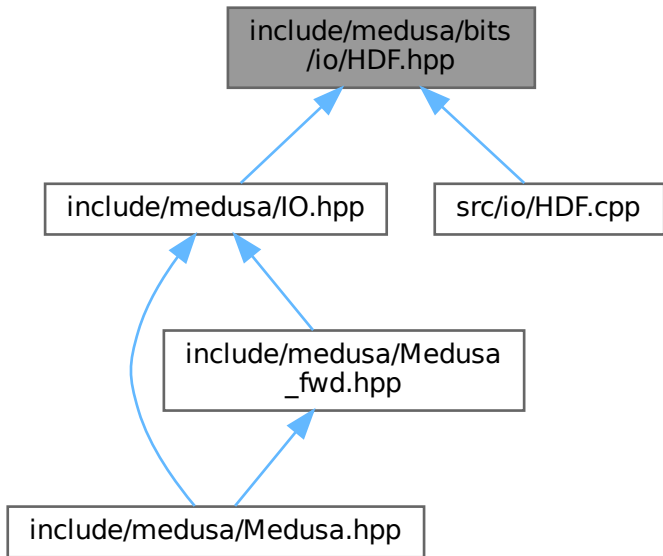 include/medusa/bits
/io/HDF.hpp
include/medusa/IO.hpp
src/io/HDF.cpp
include/medusa/Medusa
_fwd.hpp
include/medusa/Medusa.hpp